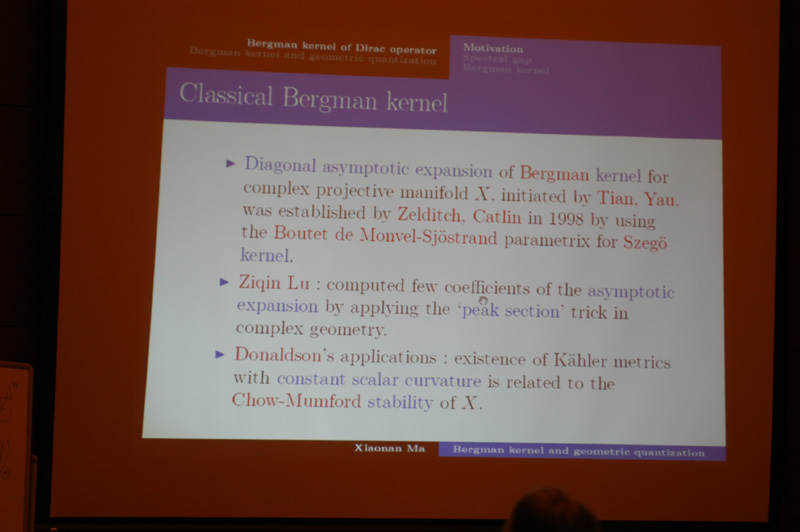 Bergman kernel of Dirac operator
Bergman kernel and geometric quantization
Motivation
Spectral gap
Bergman kernel
Classical Bergman kernel
Diagonal asymptotic expansion of Bergman kernel for
complex projective manifold X, initiated by Tian, Yau,
was established by Zelditch, Catlin in 1998 by using
the Boutet de Monvel-Sjöstrand parametrix for Szegö
kernel.
Ziqin Lu : computed few coefficients of the asymptotic
expansion by applying the ‘peak section’ trick in
complex geometry.
Donaldson's applications : existence of Kähler metrics
with constant scalar curvature is related to the
Chow-Mumford stability of X.
Xiaonan Ma
Bergman kernel and geometric quantization